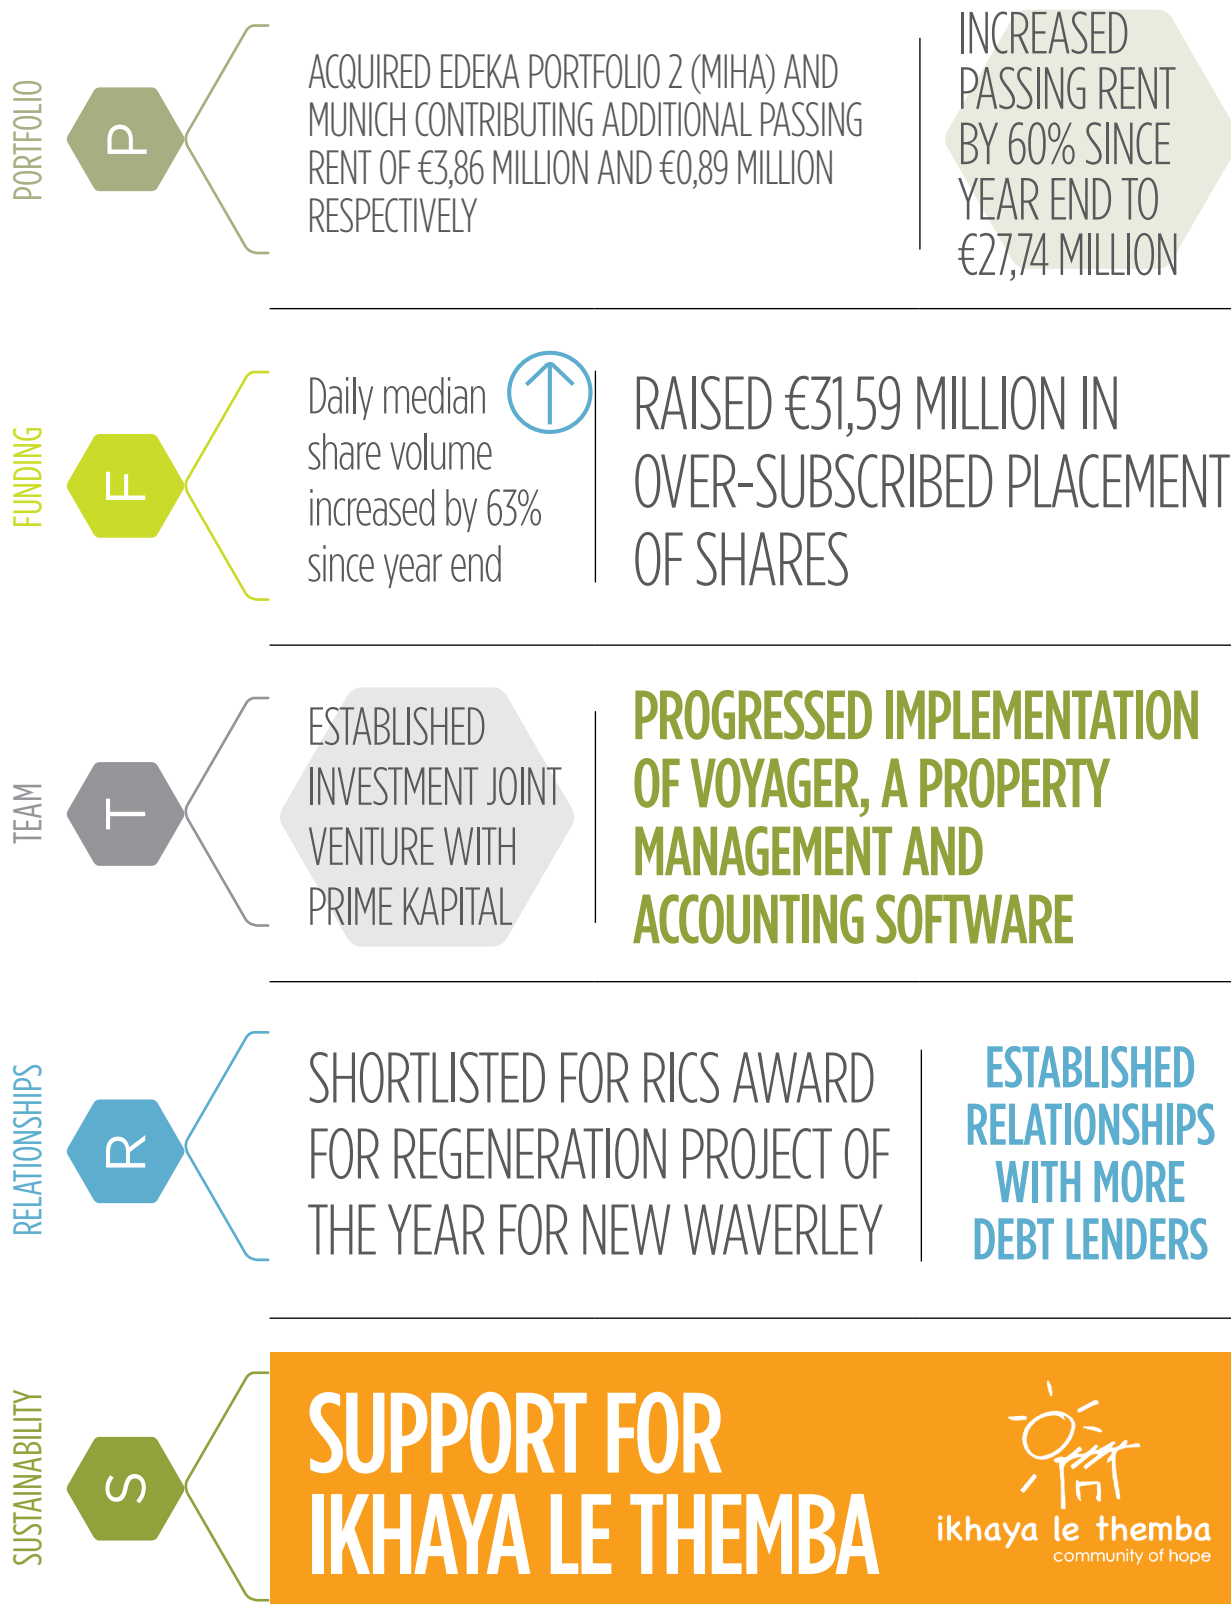 PORTFOLIO
P
ACQUIRED EDEKA PORTFOLIO 2 (MIHA) AND
MUNICH CONTRIBUTING ADDITIONAL PASSING
RENT OF €3,86 MILLION AND €0,89 MILLION
RESPECTIVELY
INCREASED
PASSING RENT
BY 60% SINCE
YEAR END TO
€27,74 MILLION
FUNDING
F
Daily median
share volume
increased by 63%
since year end
RAISED €31,59 MILLION IN
OVER-SUBSCRIBED PLACEMENT
OF SHARES
TEAM
T
ESTABLISHED
INVESTMENT JOINT
VENTURE WITH
PRIME KAPITAL
PROGRESSED IMPLEMENTATION
OF VOYAGER, A PROPERTY
MANAGEMENT AND
ACCOUNTING SOFTWARE
RELATIONSHIPS
R
SHORTLISTED FOR RICS AWARD
FOR REGENERATION PROJECT OF
THE YEAR FOR NEW WAVERLEY
ESTABLISHED
RELATIONSHIPS
WITH MORE
DEBT LENDERS
SUSTAINABILITY
S
SUPPORT FOR
IKHAYA LE THEMBA
ikhaya le themba
community of hope